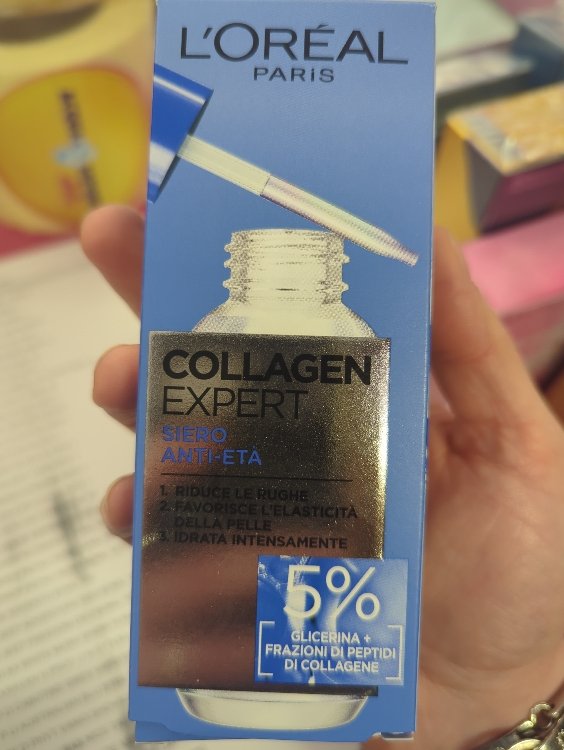 L'ORÉAL
PARIS
COLLAGEN
EXPERT
SIERO
ANTI-ETÀ
1. RIDUCE LE RUGHE
2. FAVORISCE L'ELASTICITÀ
DELLA PELLE
3. IDRATA INTENSAMENTE
5%
GLICERINA +
FRAZIONI DI PEPTIDI
DI COLLAGENE